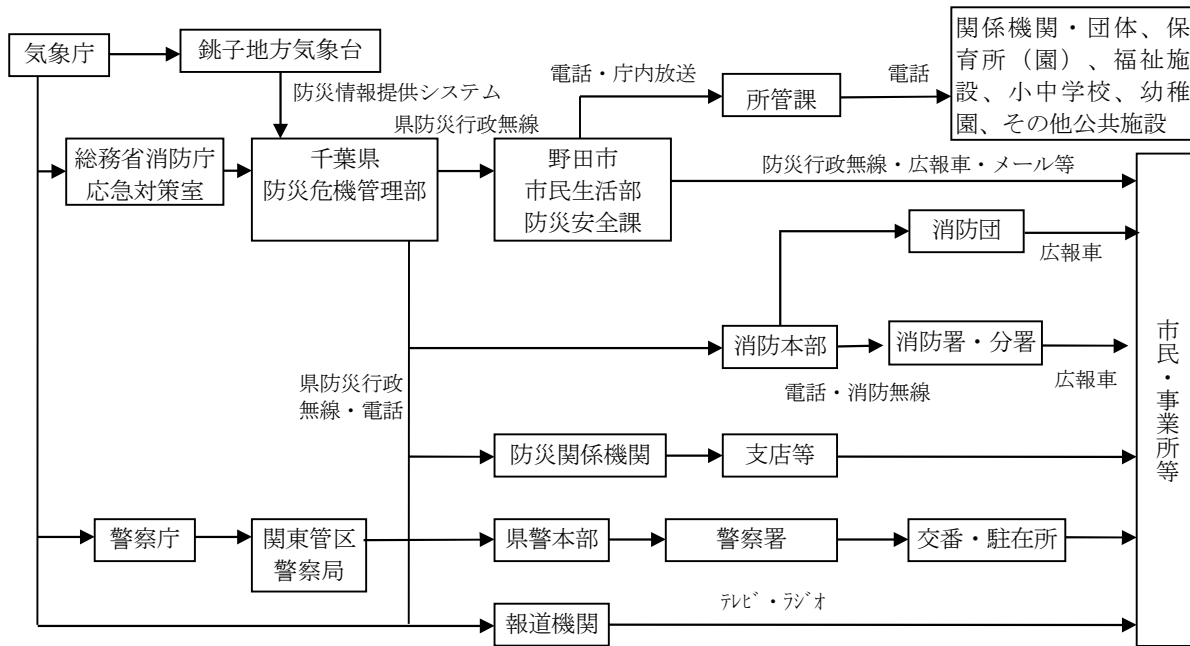 気象庁
銚子地方気象台
防災情報提供システム
県防災行政無線
電話・庁内放送
所管課
電話
関係機関・団体、保
育所（園）、福祉施
設、小中学校、幼稚
園、その他公共施設
総務省消防庁
応急対策室
千葉県
防災危機管理部
野田市
市民生活部
防災安全課
防災行政無線・広報車・メール等
消防団
広報車
消防本部
消防署・分署
電話・消防無線
広報車
県防災行政
無線・電話
防災関係機関
支店等
警察庁
関東管区
警察局
県警本部
警察署
交番・駐在所
報道機関
ﾃﾚﾋﾞ・ﾗｼﾞｵ
市民・事業所等